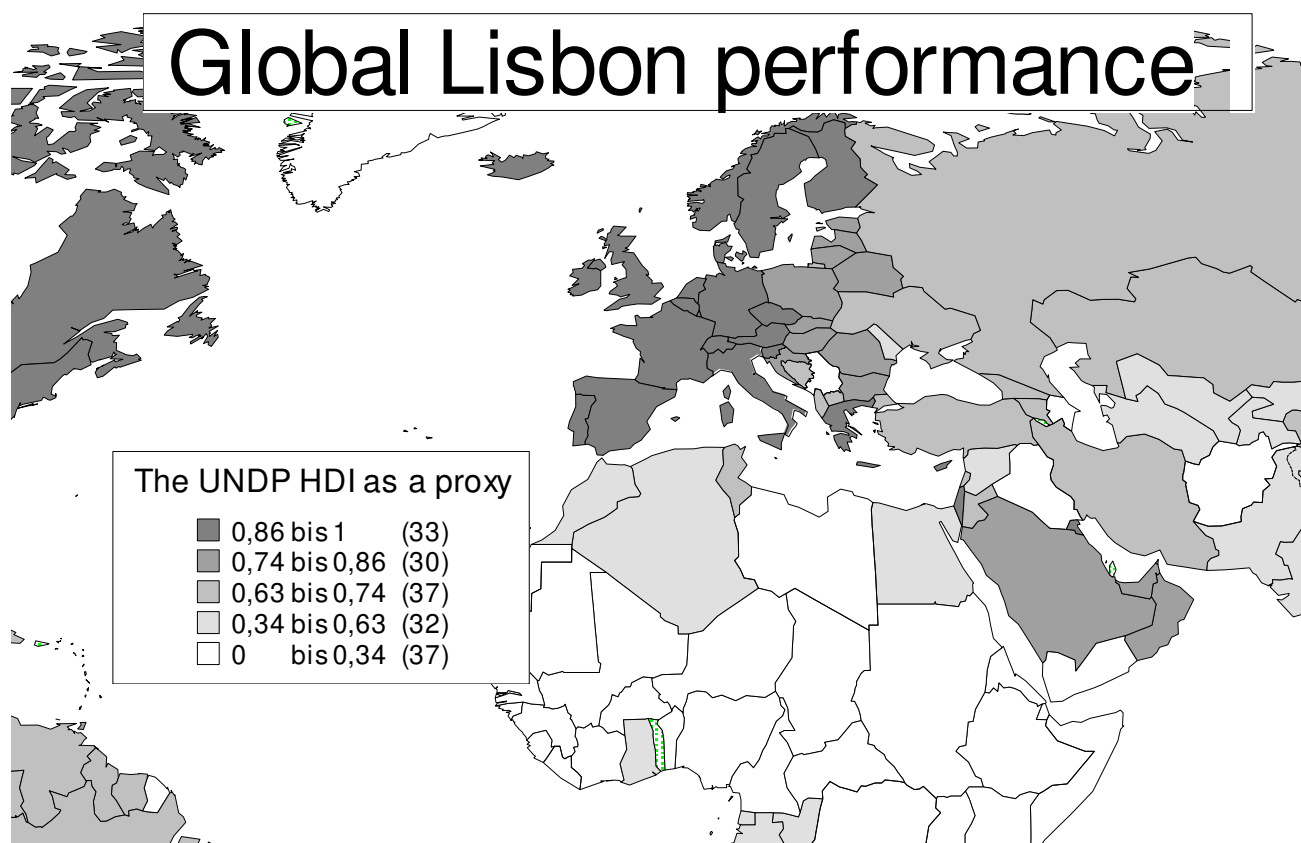 Global Lisbon performance
The UNDP HDI as a proxy
0,86 bis 1 (33)
0,74 bis 0,86 (30)
0,63 bis 0,74 (37)
0,34 bis 0,63 (32)
0 bis 0,34 (37)